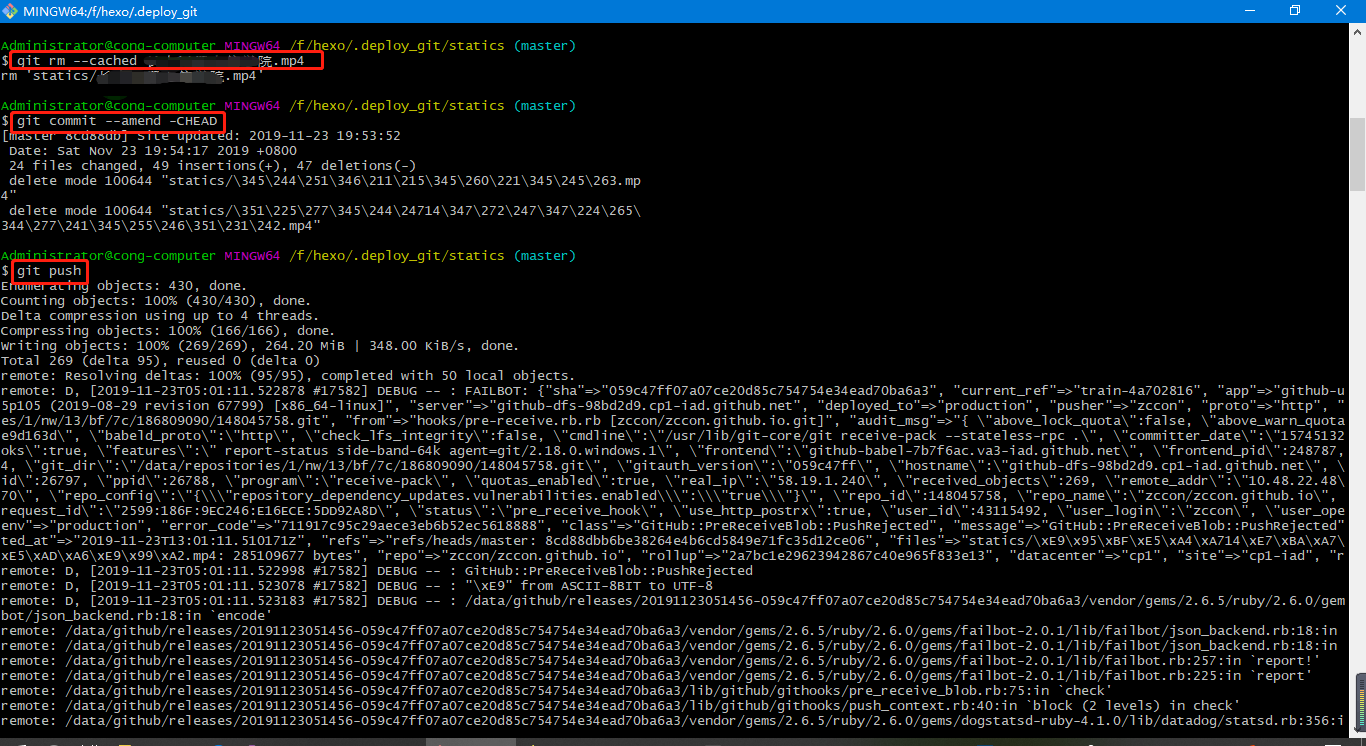 MINGW64:/f/hexo/.deploy_git
Administrator@cong-computer MINGW64 /f/hexo/.deploy_git/statics (master)
$ git rm --cached 院.mp4
rm 'statics/ 院.mp4'
Administrator@cong-computer MINGW64 /f/hexo/.deploy_git/statics (master)
$ git commit --amend -CHEAD
[master 8cd88db] Site updated: 2019-11-23 19:53:52
Date: Sat Nov 23 19:54:17 2019 +0800
24 files changed, 49 insertions(+), 47 deletions(-)
delete mode 100644 "statics/\345\244\251\346\211\215\345\260\221\345\245\263.mp
4"
delete mode 100644 "statics/\351\225\277\345\244\24714\347\272\247\347\224\265\
344\277\241\345\255\246\351\231\242.mp4"
Administrator@cong-computer MINGW64 /f/hexo/.deploy_git/statics (master)
$ git push
Enumerating objects: 430, done.
Counting objects: 100% (430/430), done.
Delta compression using up to 4 threads.
Compressing objects: 100% (166/166), done.
Writing objects: 100% (269/269), 264.20 MiB | 348.00 KiB/s, done.
Total 269 (delta 95), reused 0 (delta 0)
remote: Resolving deltas: 100% (95/95), completed with 50 local objects.
remote: D, [2019-11-23T05:01:11.522878 #17582] DEBUG -- : FAILBOT: {"sha"=>"059c47ff07a07ce20d85c754754e34ead70ba6a3", "current_ref"=>"train-4a702816", "app"=>"github-u
5p105 (2019-08-29 revision 67799) [x86_64-linux]", "server"=>"github-dfs-98bd2d9.cp1-iad.github.net", "deployed_to"=>"production", "pusher"=>"zccon", "proto"=>"http", "
es/1/nw/13/bf/7c/186809090/148045758.git", "from"=>"hooks/pre-receive.rb.rb [zccon/zccon.github.io.git]", "audit_msg"=>"{ \"above_lock_quota\":false, \"above_warn_quota
e9d163d\", \"babeld_proto\":\"http\", \"check_lfs_integrity\":false, \"cmdline\":\"/usr/lib/git-core/git receive-pack --stateless-rpc .\", \"committer_date\":\"15745132
oks\":true, \"features\":\" report-status side-band-64k agent=git/2.18.0.windows.1\", \"frontend\":\"github-babel-7b7f6ac.va3-iad.github.net\", \"frontend_pid\":248787,
4, \"git_dir\":\"/data/repositories/1/nw/13/bf/7c/186809090/148045758.git\", \"gitauth_version\":\"059c47ff\", \"hostname\":\"github-dfs-98bd2d9.cp1-iad.github.net\", \
id\":26797, \"ppid\":26788, \"program\":\"receive-pack\", \"quotas_enabled\":true, \"real_ip\":\"58.19.1.240\", \"received_objects\":269, \"remote_addr\":\"10.48.22.48\
70\", \"repo_config\":\"{\\\"repository_dependency_updates.vulnerabilities.enabled\\\":\\\"true\\\"}\", \"repo_id\":148045758, \"repo_name\":\"zccon/zccon.github.io\",
request_id\":\"2599:186F:9EC246:E16ECE:5DD92A8D\", \"status\":\"pre_receive_hook\", \"use_http_postrx\":true, \"user_id\":43115492, \"user_login\":\"zccon\", \"user_ope
env"=>"production", "error_code"=>"711917c95c29aece3eb6b52ec5618888", "class"=>"GitHub::PreReceiveBlob::PushRejected", "message"=>"GitHub::PreReceiveBlob::PushRejected"
ted_at"=>"2019-11-23T13:01:11.510171Z", "refs"=>"refs/heads/master: 8cd88dbb6be38264e4b6cd5849e71fc35d12ce06", "files"=>"statics/\xE9\x95\xBF\xE5\xA4\xA714\xE7\xBA\xA7\
xE5\xAD\xA6\xE9\x99\xA2.mp4: 285109677 bytes", "repo"=>"zccon/zccon.github.io", "rollup"=>"2a7bc1e29623942867c40e965f833e13", "datacenter"=>"cp1", "site"=>"cp1-iad", "r
remote: D, [2019-11-23T05:01:11.522998 #17582] DEBUG -- : GitHub::PreReceiveBlob::PushRejected
remote: D, [2019-11-23T05:01:11.523078 #17582] DEBUG -- : "\xE9" from ASCII-8BIT to UTF-8
remote: D, [2019-11-23T05:01:11.523183 #17582] DEBUG -- : /data/github/releases/20191123051456-059c47ff07a07ce20d85c754754e34ead70ba6a3/vendor/gems/2.6.5/ruby/2.6.0/gem
bot/json_backend.rb:18:in `encode'
remote: /data/github/releases/20191123051456-059c47ff07a07ce20d85c754754e34ead70ba6a3/vendor/gems/2.6.5/ruby/2.6.0/gems/failbot-2.0.1/lib/failbot/json_backend.rb:18:in
remote: /data/github/releases/20191123051456-059c47ff07a07ce20d85c754754e34ead70ba6a3/vendor/gems/2.6.5/ruby/2.6.0/gems/failbot-2.0.1/lib/failbot/json_backend.rb:18:in
remote: /data/github/releases/20191123051456-059c47ff07a07ce20d85c754754e34ead70ba6a3/vendor/gems/2.6.5/ruby/2.6.0/gems/failbot-2.0.1/lib/failbot.rb:257:in `report!'
remote: /data/github/releases/20191123051456-059c47ff07a07ce20d85c754754e34ead70ba6a3/vendor/gems/2.6.5/ruby/2.6.0/gems/failbot-2.0.1/lib/failbot.rb:225:in `report'
remote: /data/github/releases/20191123051456-059c47ff07a07ce20d85c754754e34ead70ba6a3/lib/github/githooks/pre_receive_blob.rb:75:in `check'
remote: /data/github/releases/20191123051456-059c47ff07a07ce20d85c754754e34ead70ba6a3/lib/github/githooks/push_context.rb:40:in `block (2 levels) in check'
remote: /data/github/releases/20191123051456-059c47ff07a07ce20d85c754754e34ead70ba6a3/vendor/gems/2.6.5/ruby/2.6.0/gems/dogstatsd-ruby-4.1.0/lib/datadog/statsd.rb:356:i